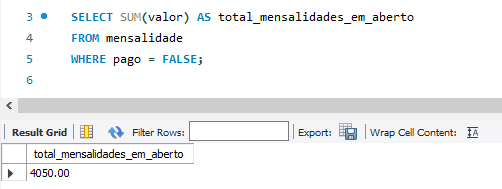 3 SELECT SUM(valor) AS total_mensalidades_em_aberto
4 FROM mensalidade
5 WHERE pago = FALSE;
6
Result Grid Filter Rows: Export: Wrap Cell Content: IA
total_mensalidades_em_aberto
4050.00